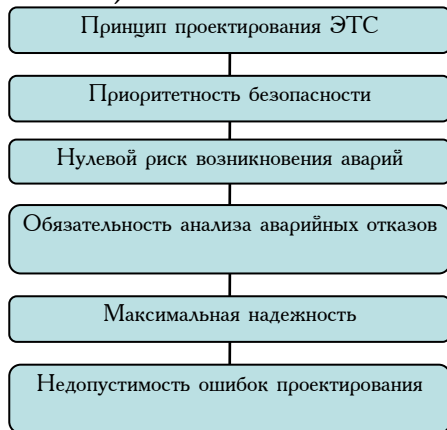 Принцип проектирования ЭТС
Приоритетность безопасности
Нулевой риск возникновения аварий
Обязательность анализа аварийных отказов
Максимальная надежность
Недопустимость ошибок проектирования